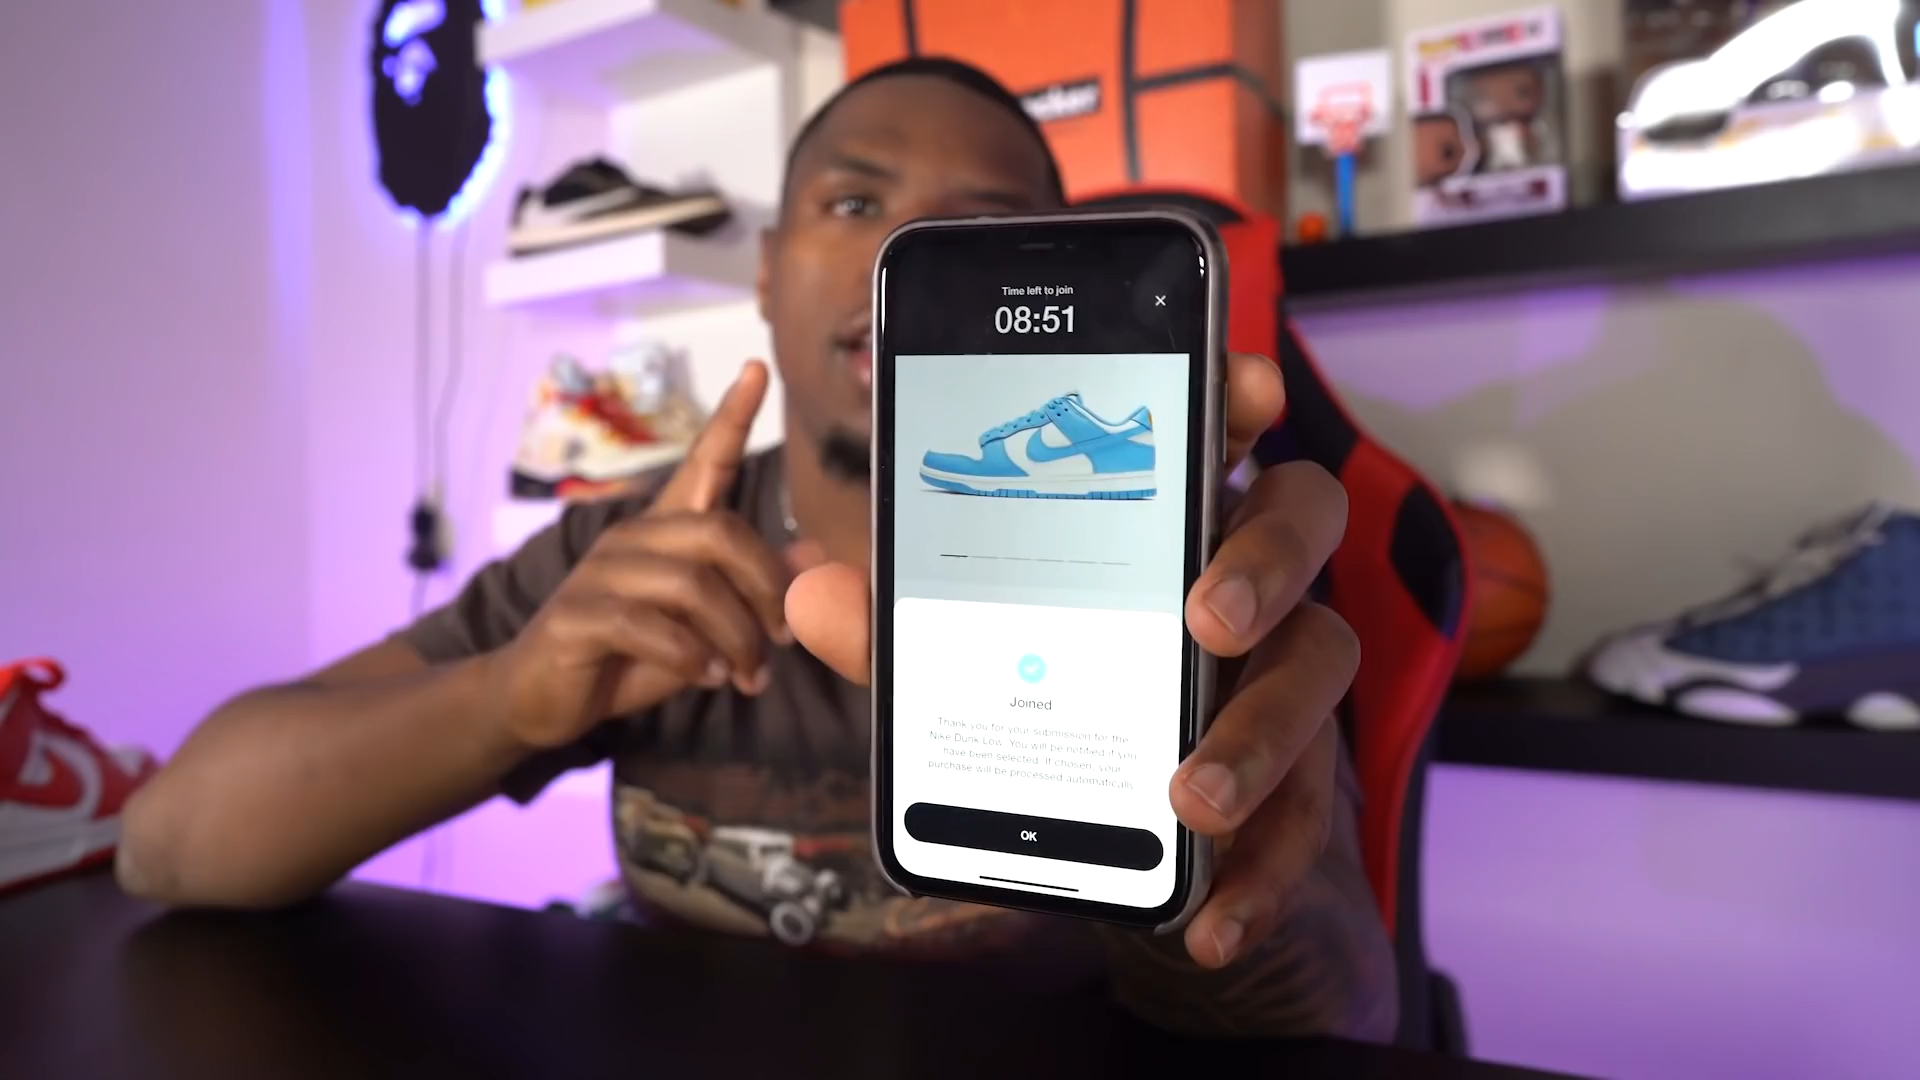 Time left to join
08:51
Joined
Thank you for your submission for the
Nike Dunk Low. You will be notified if you
have been selected. If chosen, your
purchase will be processed automatically.
OK